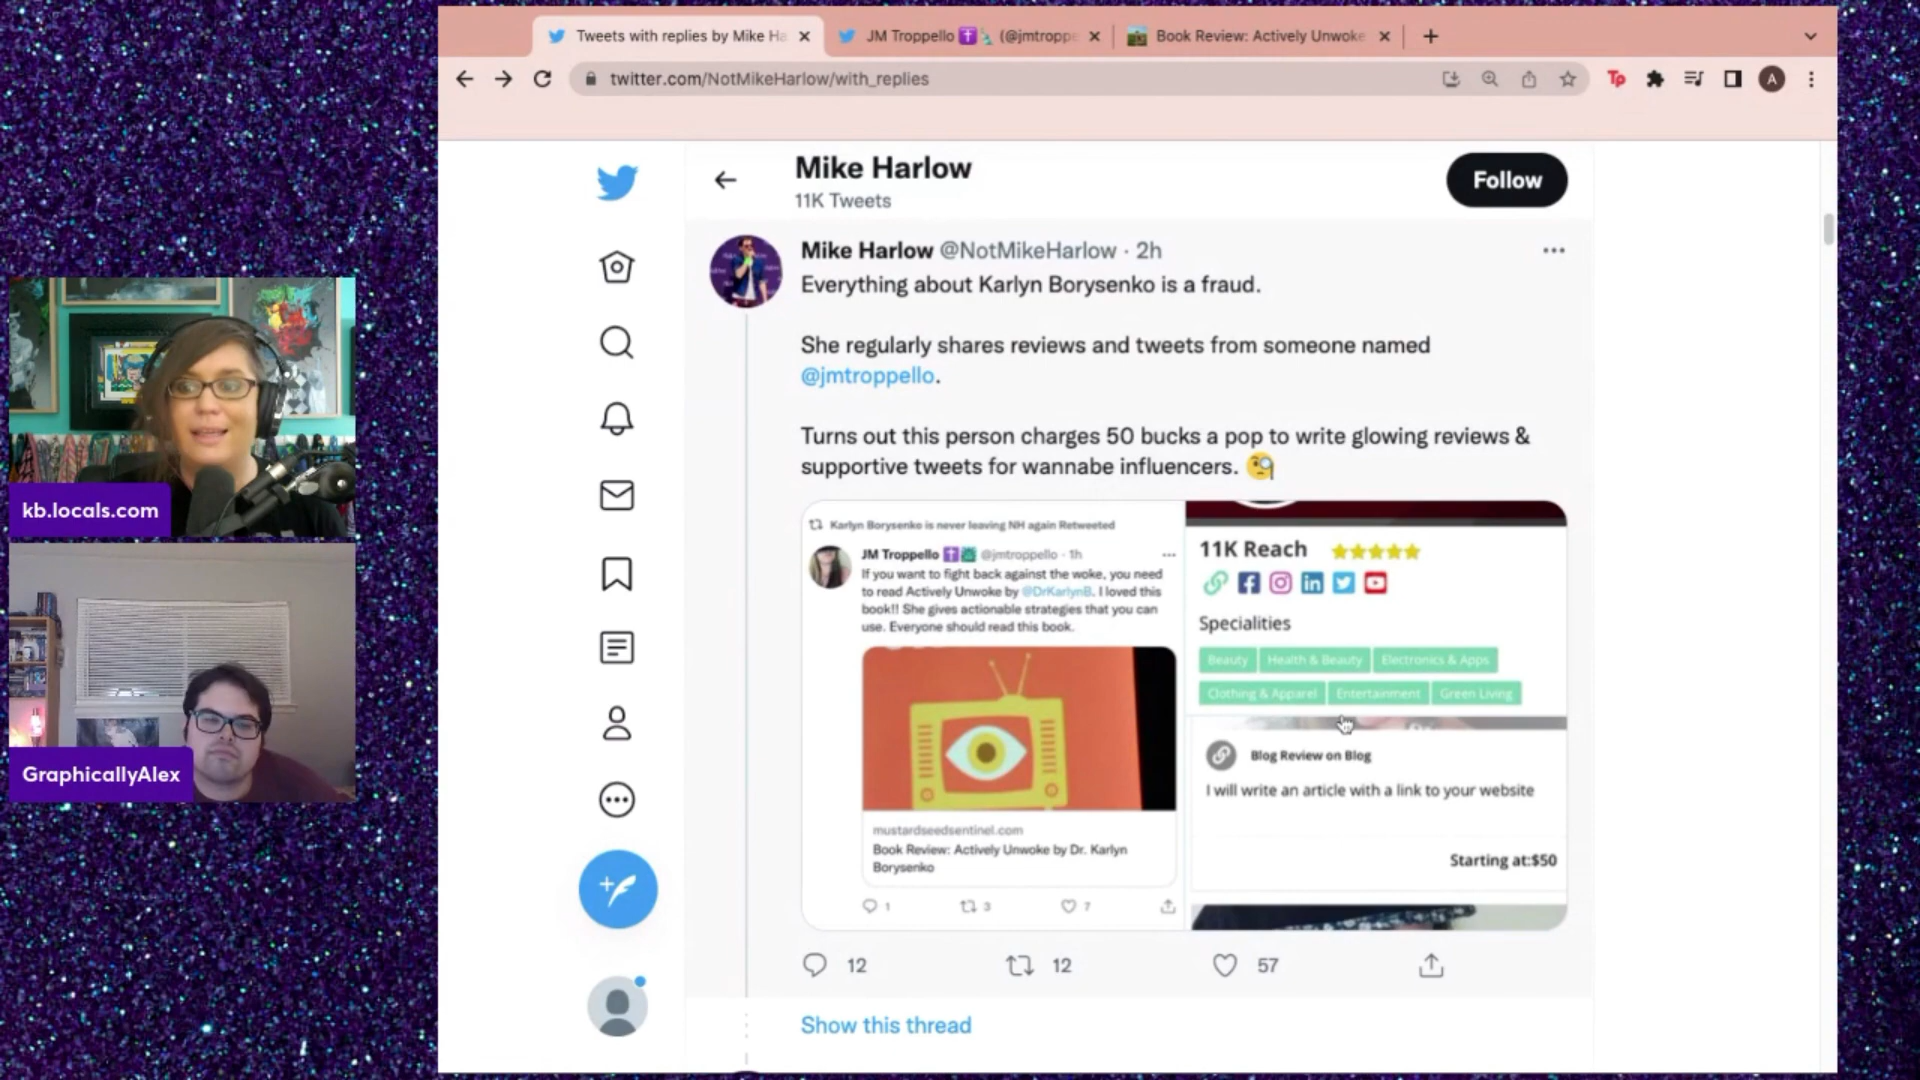 Tweets with replies by Mike Ha
JM Troppello
(@jmtropp
Book Review: Actively Unwoke
twitter.com/NotMikeHarlow/with_replies
A
Mike Harlow
11K Tweets
Follow
Mike Harlow @NotMikeHarlow · 2h
Everything about Karlyn Borysenko is a fraud.
She regularly shares reviews and tweets from someone named
@jmtroppello.
Turns out this person charges 50 bucks a pop to write glowing reviews &
supportive tweets for wannabe influencers.
Karlyn Borysenko is never leaving NH again Retweeted
JM Troppello @jmtroppello · 1h
If you want to fight back against the woke, you need
to read Actively Unwoke by @DrKarlynB. I loved this
book!! She gives actionable strategies that you can
use. Everyone should read this book.
mustardseedsentinel.com
Book Review: Actively Unwoke by Dr. Karlyn
Borysenko
1
3
7
11K Reach
Specialities
Beauty
Health & Beauty
Electronics & Apps
Clothing & Apparel
Entertainment
Green Living
Blog Review on Blog
I will write an article with a link to your website
Starting at:$50
12
12
57
Show this thread
kb.locals.com
GraphicallyAlex